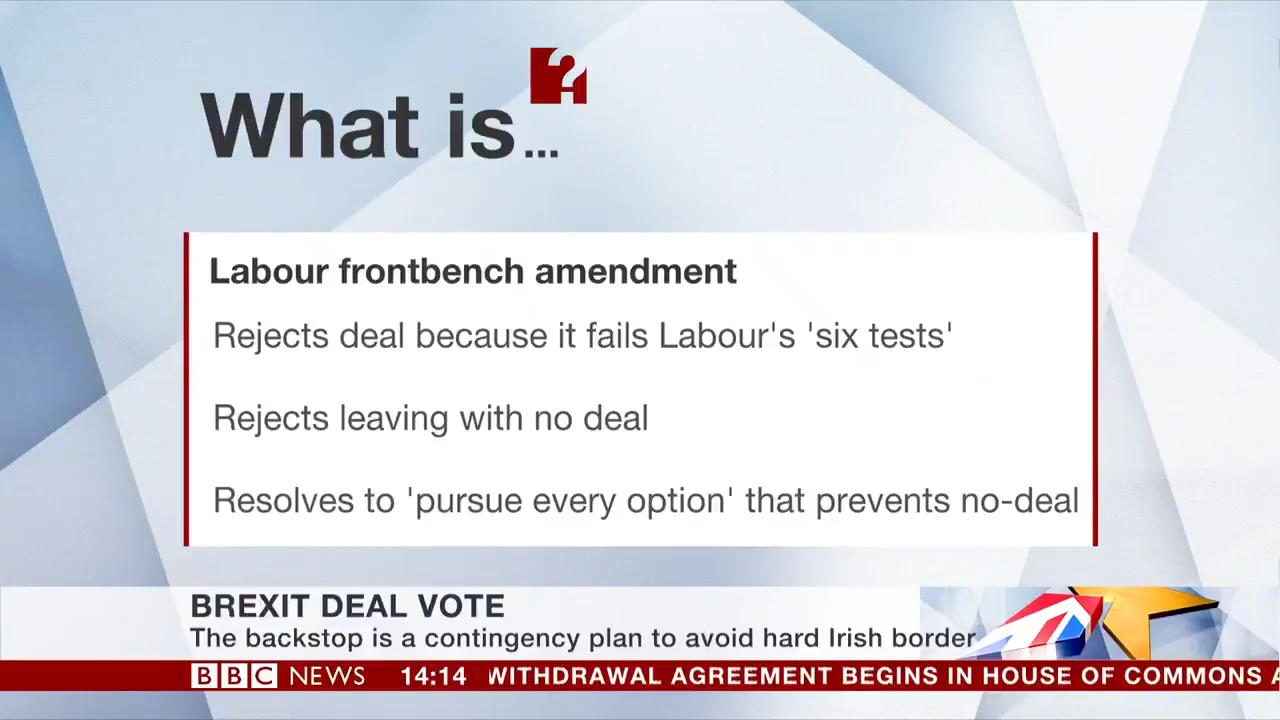 What is...
?
Labour frontbench amendment
Rejects deal because it fails Labour's 'six tests'
Rejects leaving with no deal
Resolves to 'pursue every option' that prevents no-deal
BREXIT DEAL VOTE
The backstop is a contingency plan to avoid hard Irish border
BBC NEWS 14:14 WITHDRAWAL AGREEMENT BEGINS IN HOUSE OF COMMONS A